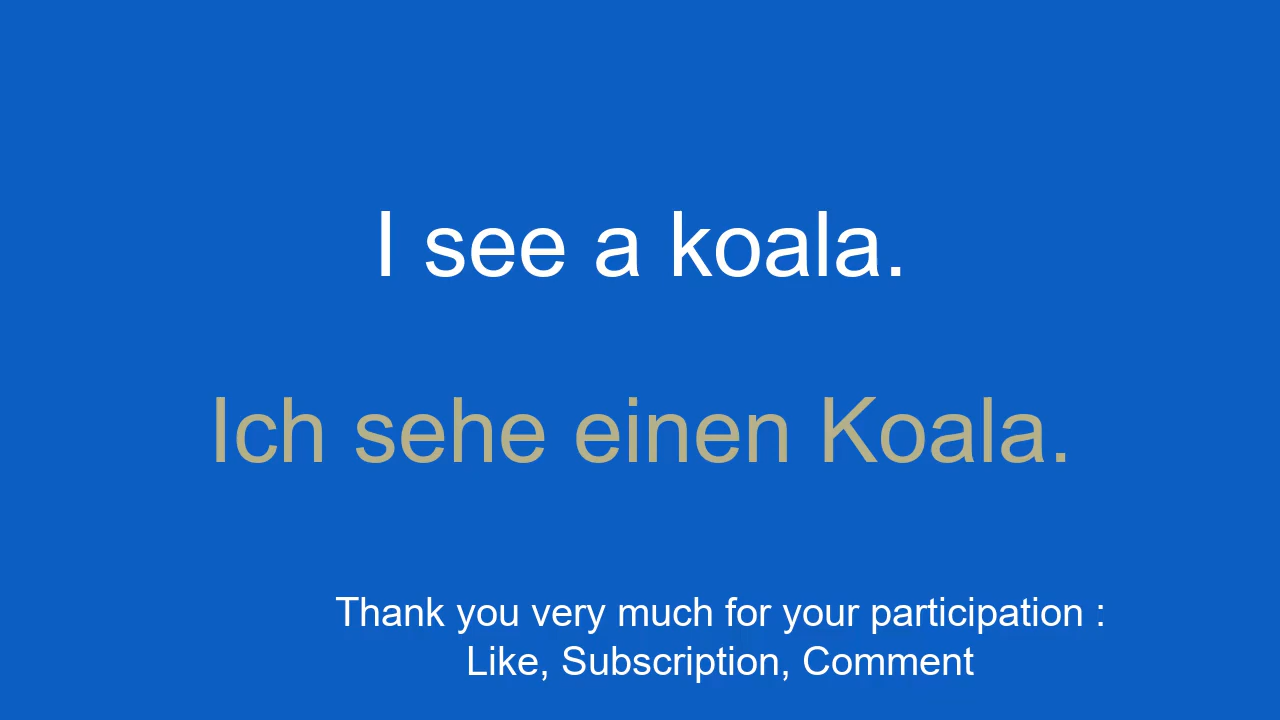 I see a koala.
Ich sehe einen Koala.
Thank you very much for your participation :
Like, Subscription, Comment